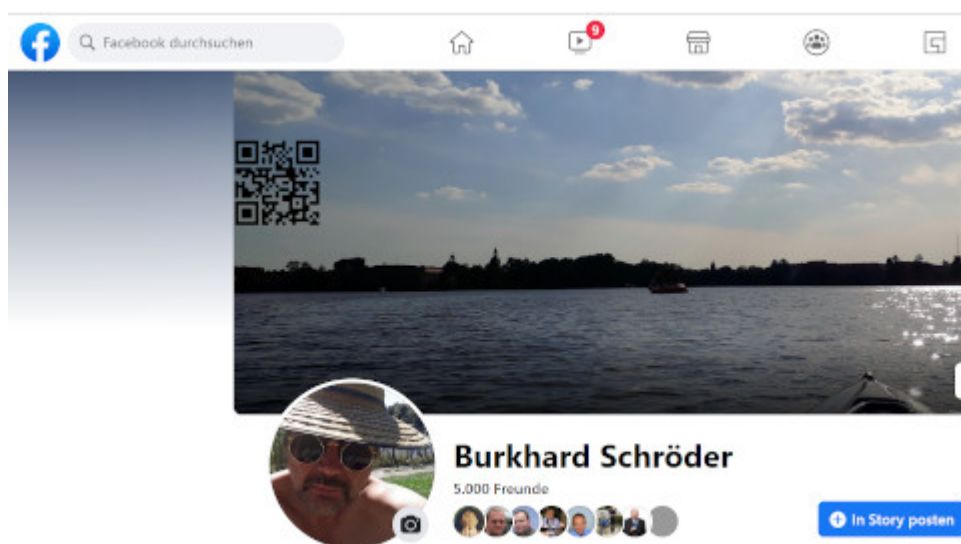 Facebook durchsuchen
9
Burkhard Schröder
5.000 Freunde
In Story posten